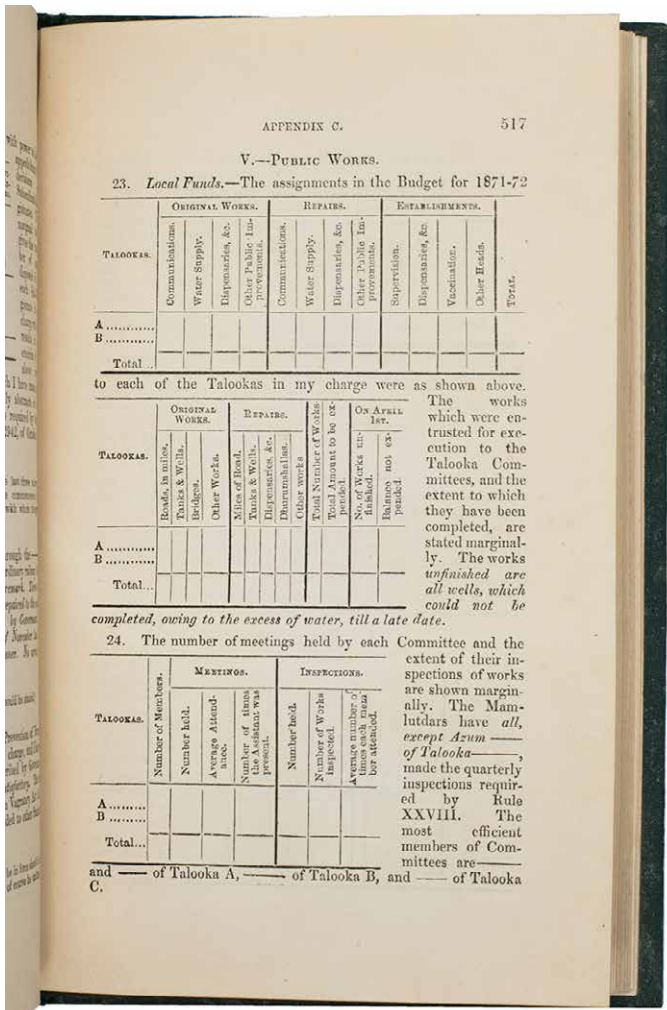 APPENDIX C.
517
V.—PUBLIC WORKS.
23. Local Funds.—The assignments in the Budget for 1871-72
ORIGINAL WORKS. REPAIRS. ESTABLISHMENTS.
TALOOKAS.
Communications.
Water Supply.
Dispensaries, &c.
Other Public Improvements.
Communications.
Water Supply.
Dispensaries, &c.
Other Public Improvements.
Supervision.
Dispensaries, &c.
Vaccination.
Other Heads.
TOTAL.
A ............
B ............
Total ..
to each of the Talookas in my charge were as shown above.
ORIGINAL WORKS. REPAIRS. ON APRIL 1ST.
TALOOKAS.
Roads, in miles.
Tanks & Wells.
Bridges.
Other Works.
Miles of Road.
Tanks & Wells.
Dispensaries, &c.
Dhurumshallas...
Other works
Total Number of Works
Total Amount to be expended.
No. of Works unfinished.
Balance not expended.
A ............
B ............
Total...
The works
which were en-
trusted for exe-
cution to the
Talooka Com-
mittees, and the
extent to which
they have been
completed, are
stated marginal-
ly. The works
unfinished are
all wells, which
could not be
completed, owing to the excess of water, till a late date.
24. The number of meetings held by each Committee and the
MEETINGS. INSPECTIONS.
TALOOKAS.
Number of Members.
Number held.
Average Attendance.
Number of times the Assistant was present.
Number held.
Number of Works inspected.
Average number of times each member attended.
A .........
B .........
Total...
extent of their in-
spections of works
are shown margin-
ally. The Mam-
lutdars have all,
except Azum ——
of Talooka——,
made the quarterly
inspections requir-
ed by Rule
XXVIII. The
most efficient
members of Com-
mittees are——
and —— of Talooka A, —— of Talooka B, and —— of Talooka
C.